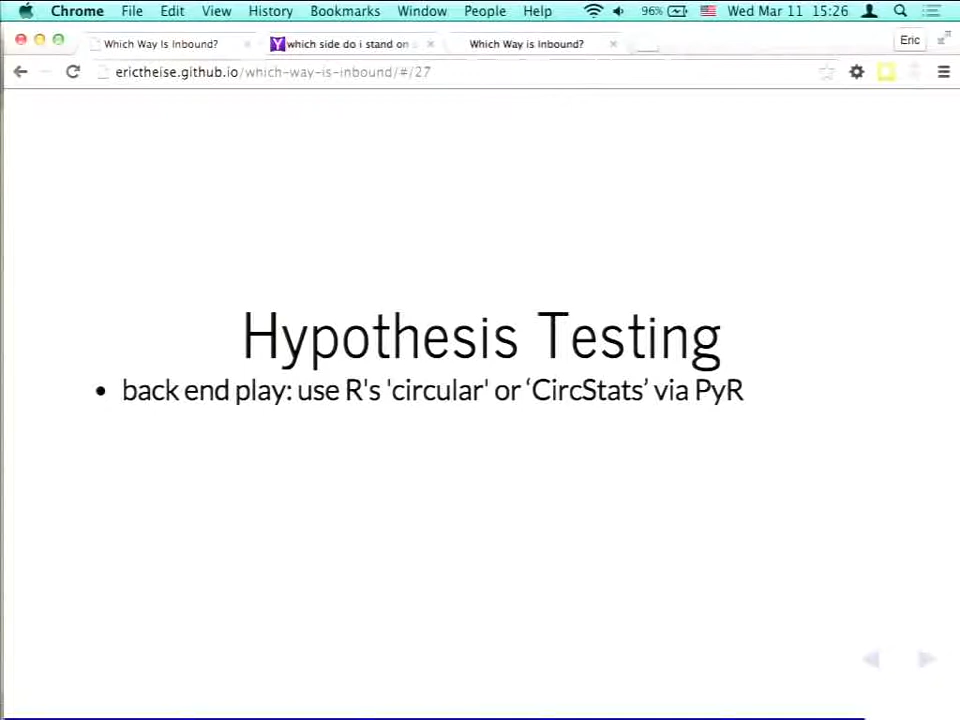 Chrome File Edit View History Bookmarks Window People Help 96% Wed Mar 11 15:26
Which Way Is Inbound? which side do i stand on Which Way is Inbound? Eric
erictheise.github.io/which-way-is-inbound/#/27
Hypothesis Testing
• back end play: use R's 'circular' or ‘CircStats’ via PyR